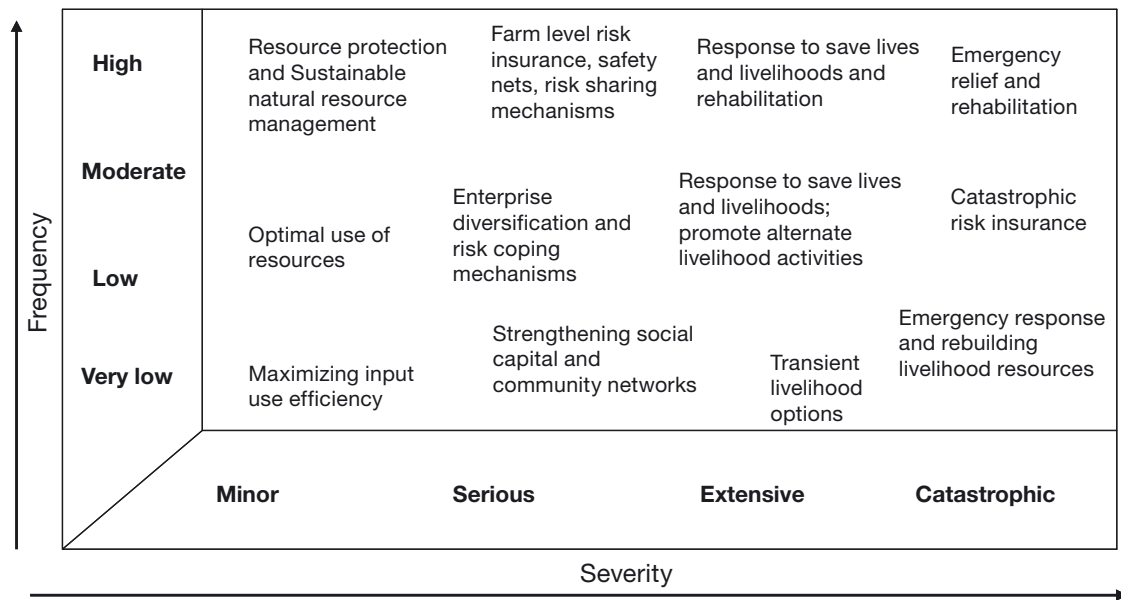 High
Resource protection
and Sustainable
natural resource
management
Farm level risk
insurance, safety
nets, risk sharing
mechanisms
Response to save lives
and livelihoods and
rehabilitation
Emergency
relief and
rehabilitation
Moderate
Optimal use of
resources
Enterprise
diversification and
risk coping
mechanisms
Response to save lives
and livelihoods;
promote alternate
livelihood activities
Catastrophic
risk insurance
Low
Very low
Maximizing input
use efficiency
Strengthening social
capital and
community networks
Transient
livelihood
options
Emergency response
and rebuilding
livelihood resources
Frequency
Minor
Serious
Extensive
Catastrophic
Severity